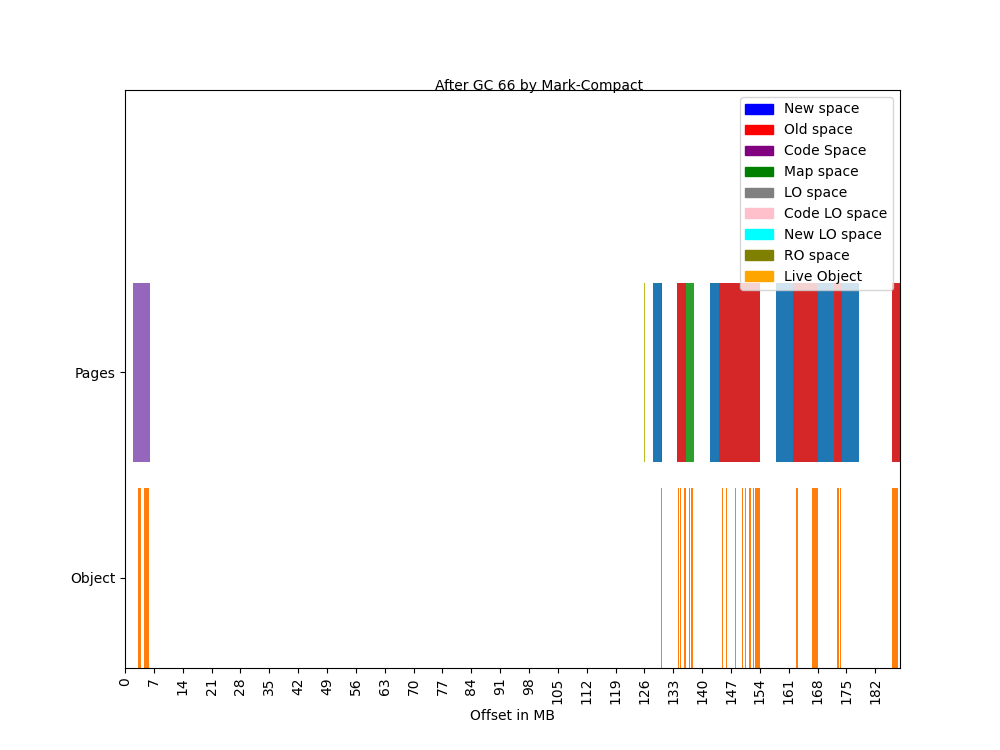 After GC 66 by Mark-Compact
New space
Old space
Code Space
Map space
LO space
Code LO space
New LO space
RO space
Live Object
Pages
Object
0 7 14 21 28 35 42 49 56 63 70 77 84 91 98 105 112 119 126 133 140 147 154 161 168 175 182
Offset in MB